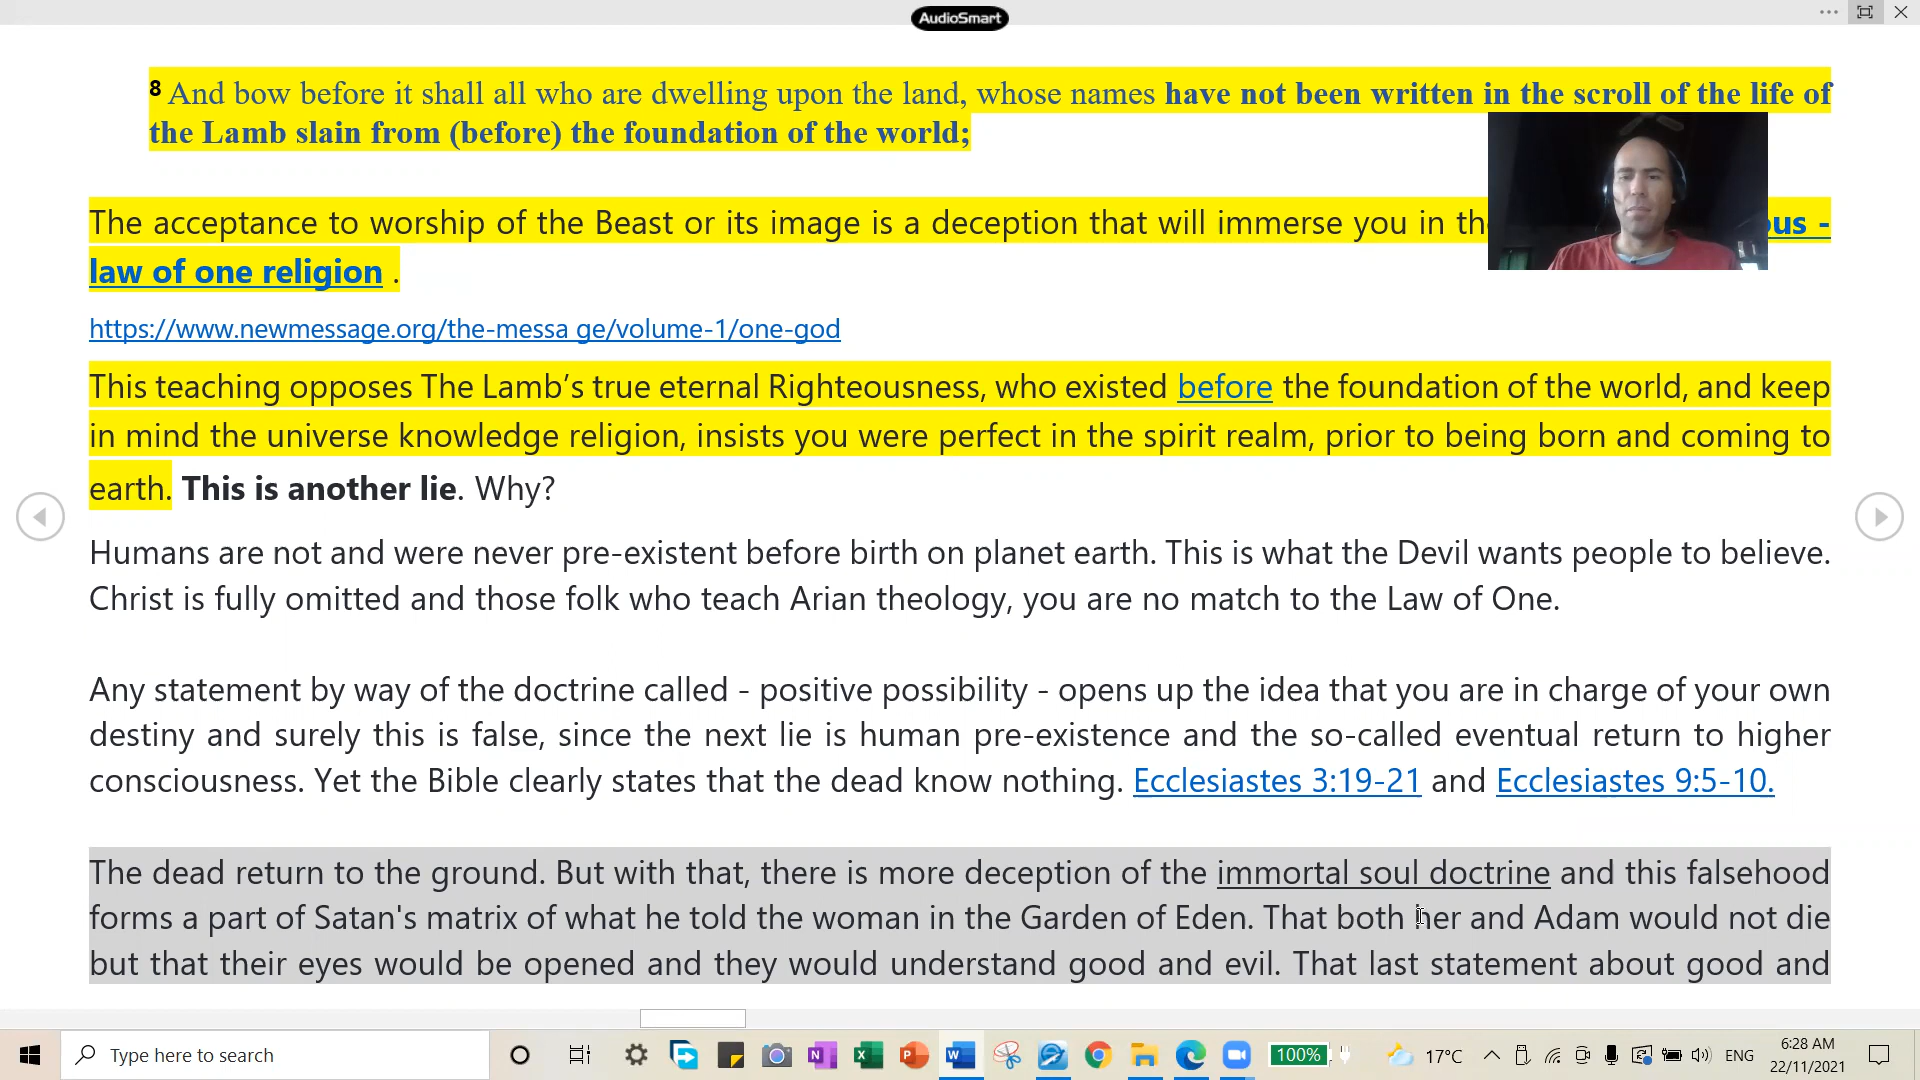 AudioSmart
8 And bow before it shall all who are dwelling upon the land, whose names have not been written in the scroll of the life of
the Lamb slain from (before) the foundation of the world;
The acceptance to worship of the Beast or its image is a deception that will immerse you in
law of one religion .
https://www.newmessage.org/the-messa ge/volume-1/one-god
This teaching opposes The Lamb’s true eternal Righteousness, who existed before the foundation of the world, and keep
in mind the universe knowledge religion, insists you were perfect in the spirit realm, prior to being born and coming to
earth. This is another lie. Why?
Humans are not and were never pre-existent before birth on planet earth. This is what the Devil wants people to believe.
Christ is fully omitted and those folk who teach Arian theology, you are no match to the Law of One.
Any statement by way of the doctrine called - positive possibility - opens up the idea that you are in charge of your own
destiny and surely this is false, since the next lie is human pre-existence and the so-called eventual return to higher
consciousness. Yet the Bible clearly states that the dead know nothing. Ecclesiastes 3:19-21 and Ecclesiastes 9:5-10.
The dead return to the ground. But with that, there is more deception of the immortal soul doctrine and this falsehood
forms a part of Satan's matrix of what he told the woman in the Garden of Eden. That both her and Adam would not die
but that their eyes would be opened and they would understand good and evil. That last statement about good and
Type here to search
100%
17°C
ENG
6:28 AM
22/11/2021